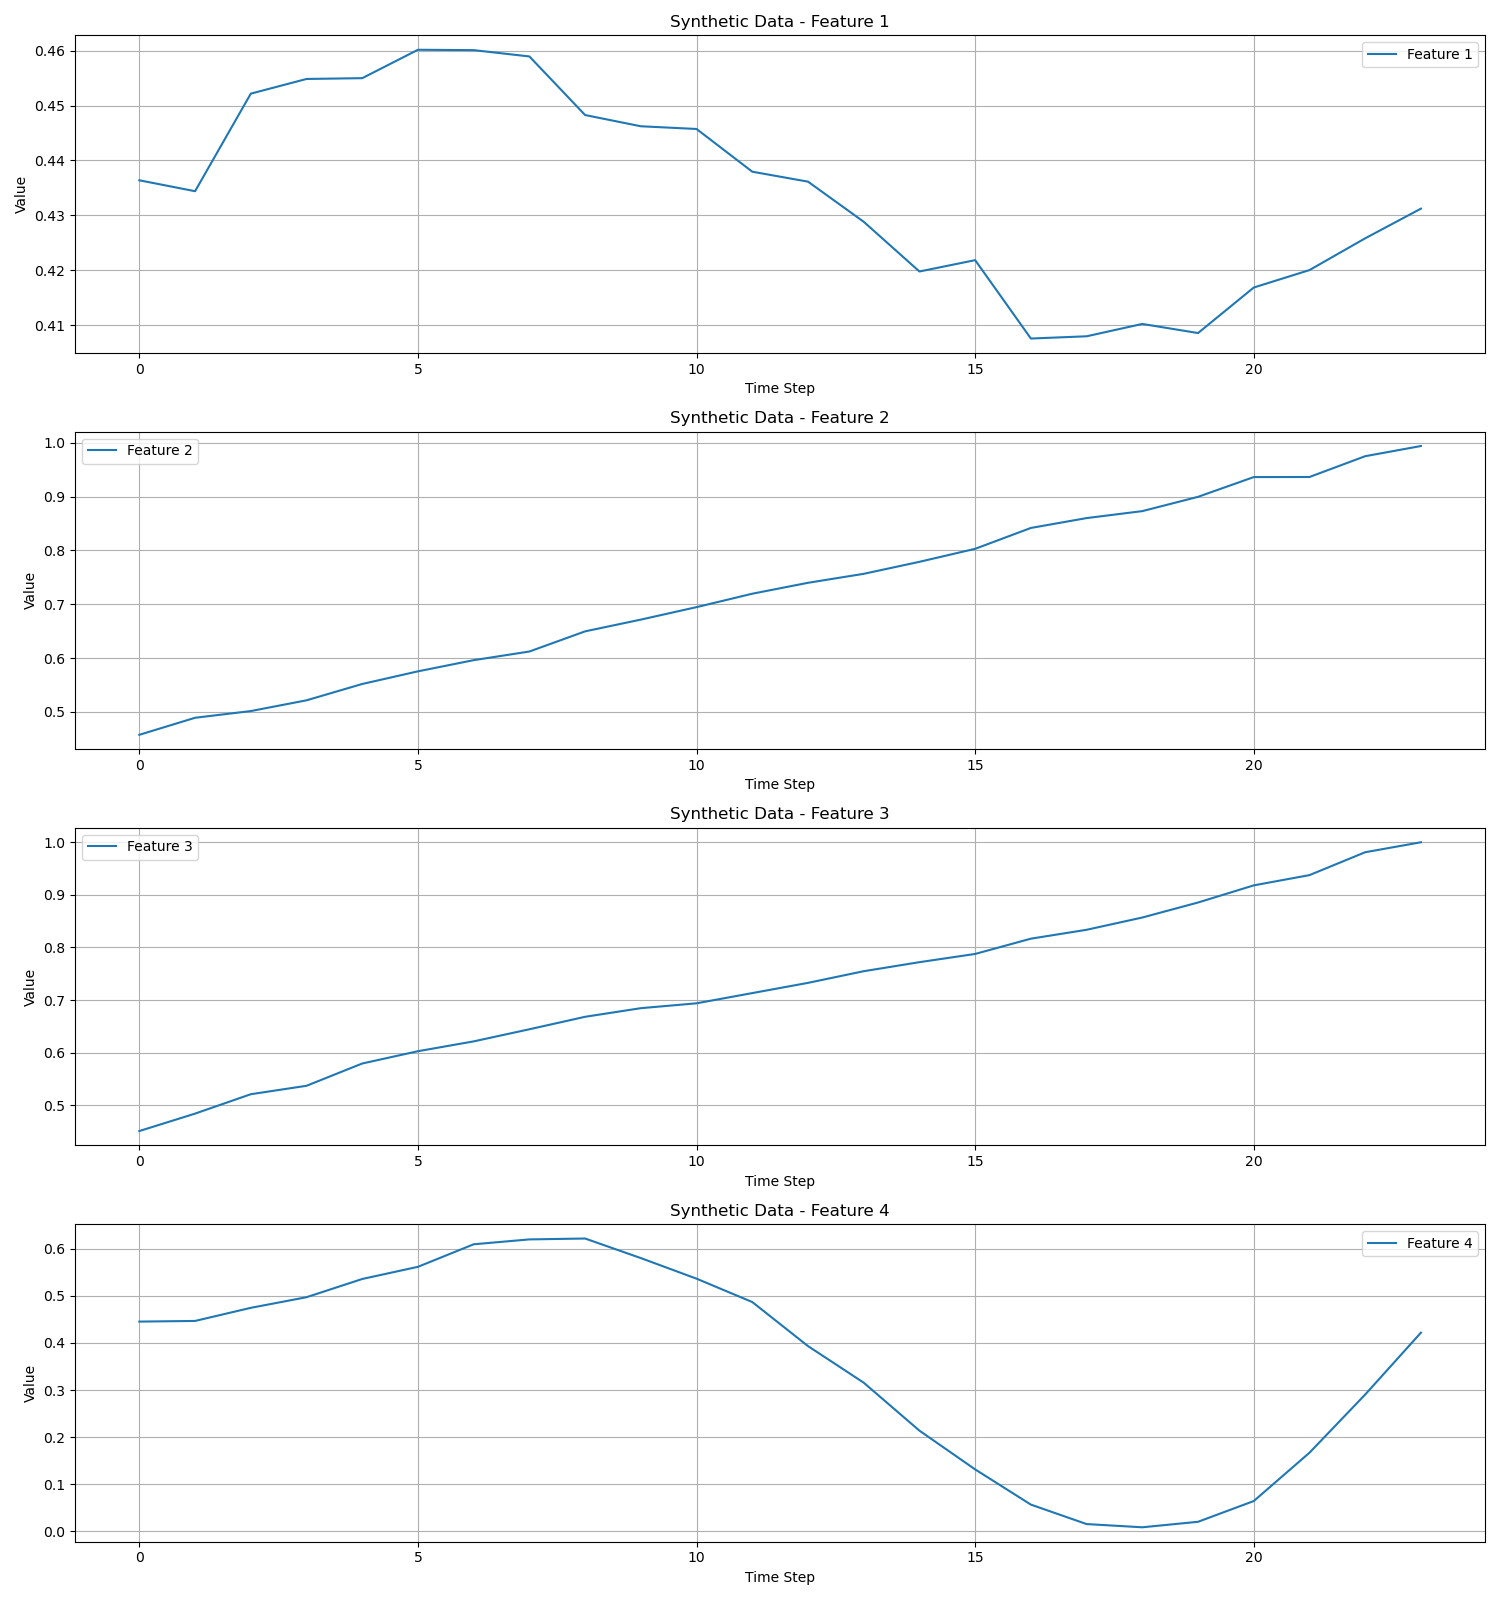 Synthetic Data - Feature 1
Feature 1
0.46
0.45
0.44
0.43
0.42
0.41
Value
0 5 10 15 20
Time Step
Synthetic Data - Feature 2
Feature 2
1.0
0.9
0.8
0.7
0.6
0.5
Value
0 5 10 15 20
Time Step
Synthetic Data - Feature 3
Feature 3
1.0
0.9
0.8
0.7
0.6
0.5
Value
0 5 10 15 20
Time Step
Synthetic Data - Feature 4
Feature 4
0.6
0.5
0.4
0.3
0.2
0.1
0.0
Value
0 5 10 15 20
Time Step